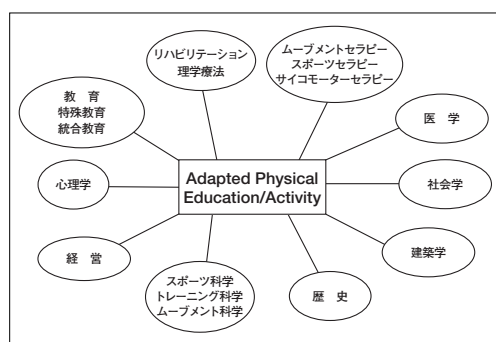 リハビリテーション
理学療法
ムーブメントセラピー
スポーツセラピー
サイコモーターセラピー
教　育
特殊教育
統合教育
医　学
心理学
Adapted Physical
Education/Activity
社会学
経　営
建築学
スポーツ科学
トレーニング科学
ムーブメント科学
歴　史